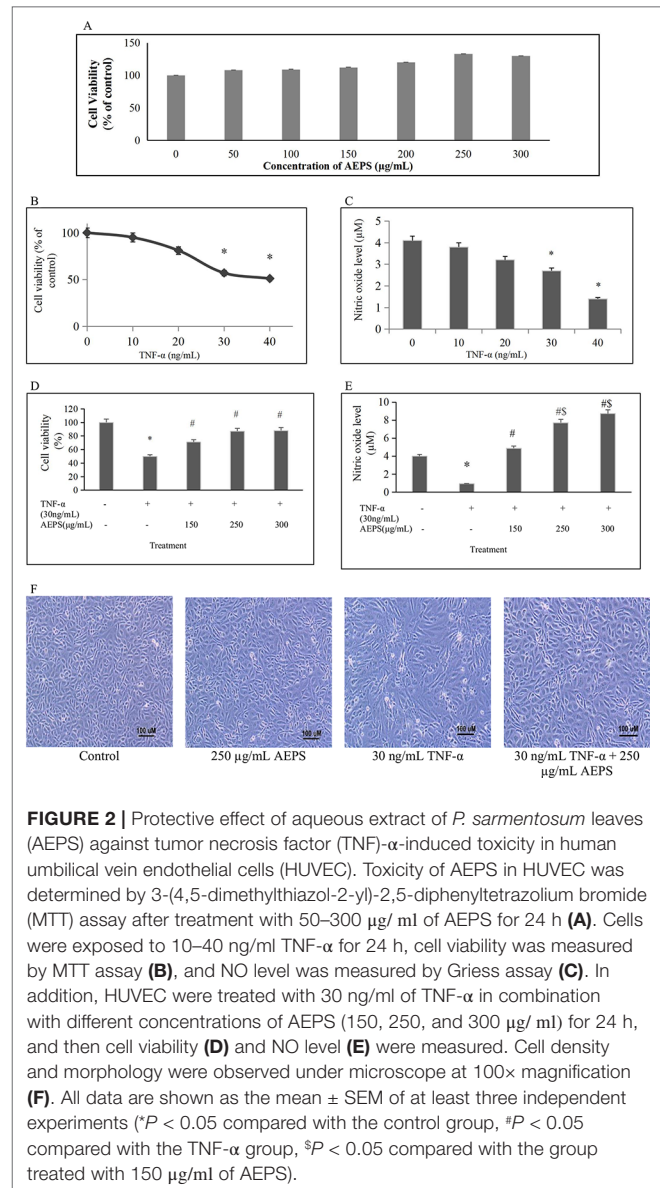 A
Cell Viability
(% of control)
150
100
50
0
0 50 100 150 200 250 300
Concentration of AEPS (µg/mL)
B
Cell viability (% of
control)
100
50
0
* *
0 10 20 30 40
TNF-α (ng/mL)
C
Nitric oxide level (µM)
5
4
3
2
1
0
* *
0 10 20 30 40
TNF-α (ng/mL)
D
Cell viability
(%)
120
100
80
60
40
20
0
* # # #
TNF-α - + + + +
(30ng/mL)
AEPS(µg/mL) - - 150 250 300
Treatment
E
Nitric oxide level
(µM)
10
8
6
4
2
0
* # #$ #$
TNF-α - + + + +
(30ng/mL)
AEPS(µg/mL) - - 150 250 300
Treatment
F
100 uM 100 uM 100 uM 100 uM
Control 250 µg/mL AEPS 30 ng/mL TNF-α 30 ng/mL TNF-α + 250
µg/mL AEPS
FIGURE 2 | Protective effect of aqueous extract of P. sarmentosum leaves
(AEPS) against tumor necrosis factor (TNF)-α-induced toxicity in human
umbilical vein endothelial cells (HUVEC). Toxicity of AEPS in HUVEC was
determined by 3-(4,5-dimethylthiazol-2-yl)-2,5-diphenyltetrazolium bromide
(MTT) assay after treatment with 50–300 µg/ ml of AEPS for 24 h (A). Cells
were exposed to 10–40 ng/ml TNF-α for 24 h, cell viability was measured
by MTT assay (B), and NO level was measured by Griess assay (C). In
addition, HUVEC were treated with 30 ng/ml of TNF-α in combination
with different concentrations of AEPS (150, 250, and 300 µg/ ml) for 24 h,
and then cell viability (D) and NO level (E) were measured. Cell density
and morphology were observed under microscope at 100× magnification
(F). All data are shown as the mean ± SEM of at least three independent
experiments (*P < 0.05 compared with the control group, #P < 0.05
compared with the TNF-α group, $P < 0.05 compared with the group
treated with 150 µg/ml of AEPS).